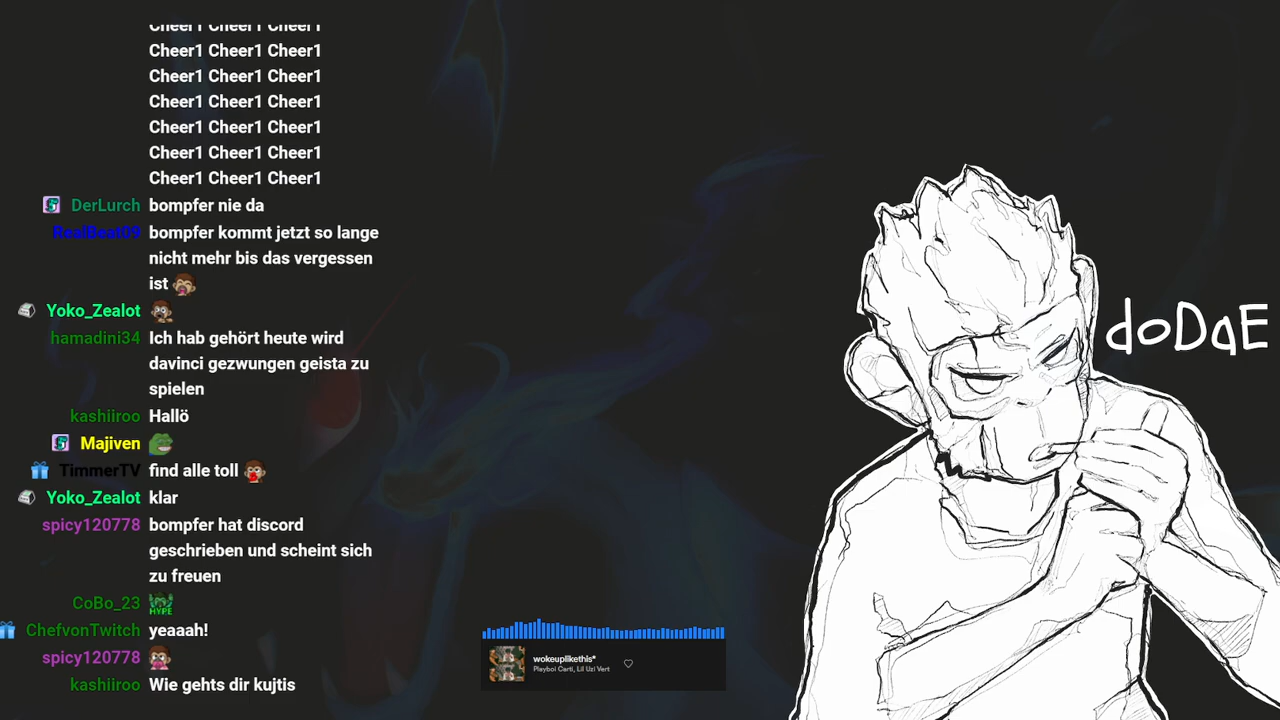 Cheer1 Cheer1 Cheer1
Cheer1 Cheer1 Cheer1
Cheer1 Cheer1 Cheer1
Cheer1 Cheer1 Cheer1
Cheer1 Cheer1 Cheer1
Cheer1 Cheer1 Cheer1
Cheer1 Cheer1 Cheer1
DerLurch bompfer nie da
RealBeat09 bompfer kommt jetzt so lange
nicht mehr bis das vergessen
ist
Yoko_Zealot
hamadini34 Ich hab gehört heute wird
davinci gezwungen geista zu
spielen
kashiiroo Hallö
Majiven
TimmerTV find alle toll
Yoko_Zealot klar
spicy120778 bompfer hat discord
geschrieben und scheint sich
zu freuen
CoBo_23 HYPE
ChefvonTwitch yeaaah!
spicy120778
kashiiroo Wie gehts dir kujtis
doDaE
wokeuplikethis*
Playboi Carti, Lil Uzi Vert